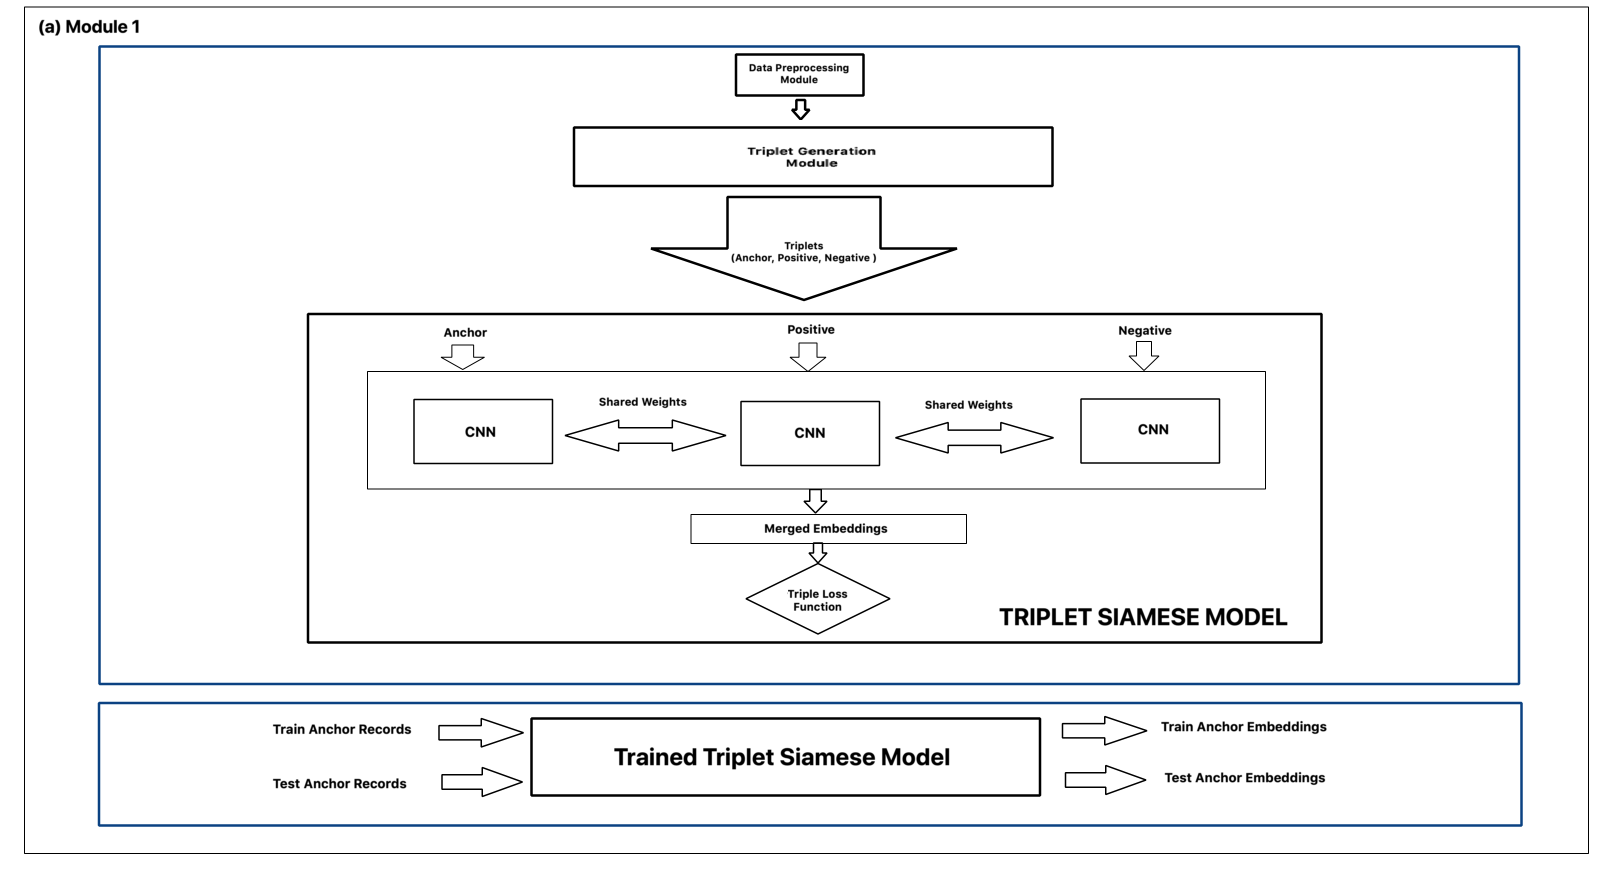 (a) Module 1
Data Preprocessing
Module
Triplet Generation
Module
Triplets
(Anchor, Positive, Negative )
Anchor
Positive
Negative
CNN
Shared Weights
CNN
Shared Weights
CNN
Merged Embeddings
Triple Loss
Function
TRIPLET SIAMESE MODEL
Train Anchor Records
Test Anchor Records
Trained Triplet Siamese Model
Train Anchor Embeddings
Test Anchor Embeddings